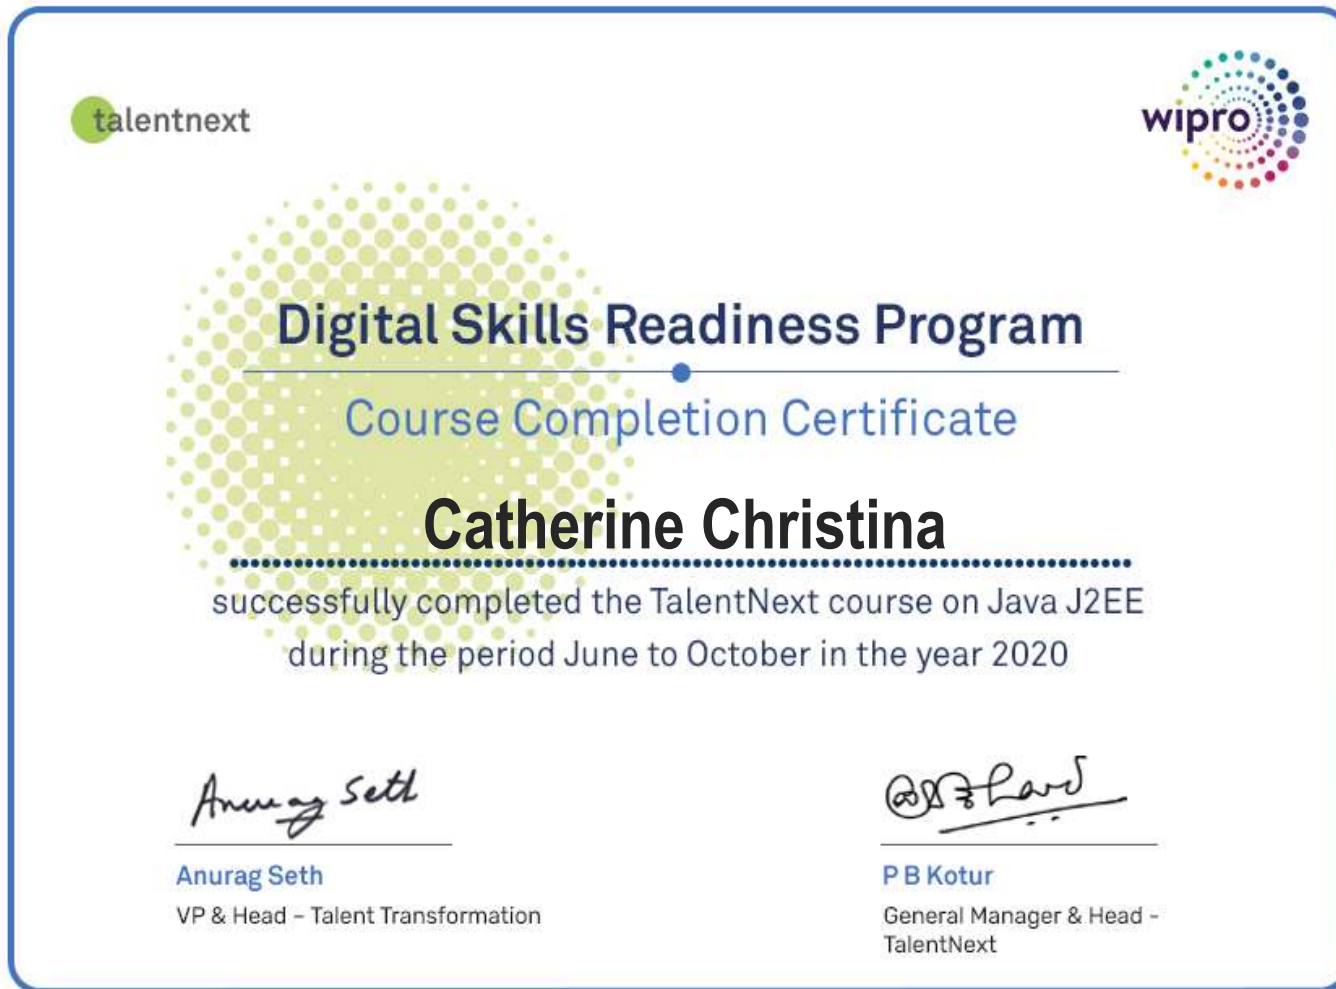 talentnext
wipro
Digital Skills Readiness Program
Course Completion Certificate
Catherine Christina
successfully completed the TalentNext course on Java J2EE
during the period June to October in the year 2020
Anurag Seth
Anurag Seth
VP & Head – Talent Transformation
P B Kotur
General Manager & Head -
TalentNext